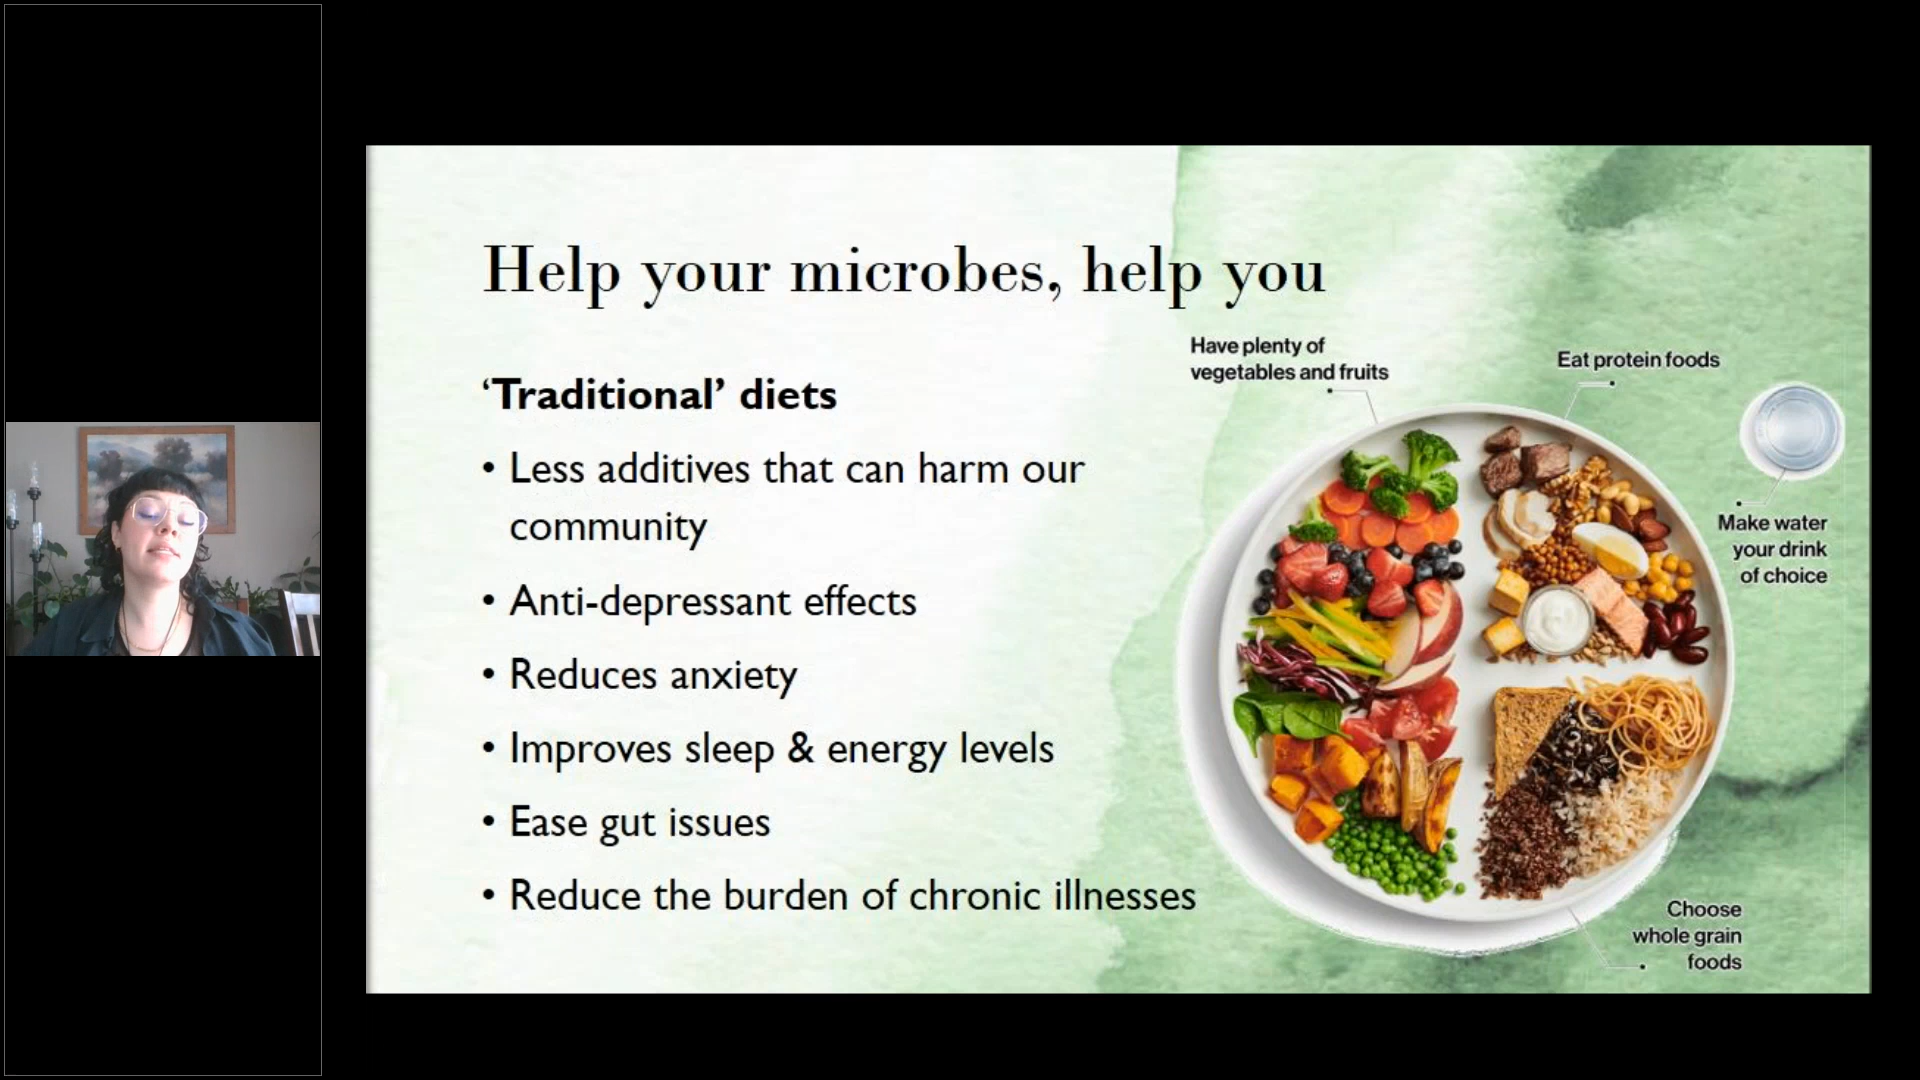 Help your microbes, help you
‘Traditional’ diets
• Less additives that can harm our
community
• Anti-depressant effects
• Reduces anxiety
• Improves sleep & energy levels
• Ease gut issues
• Reduce the burden of chronic illnesses
Have plenty of
vegetables and fruits
Eat protein foods
Make water
your drink
of choice
Choose
whole grain
foods